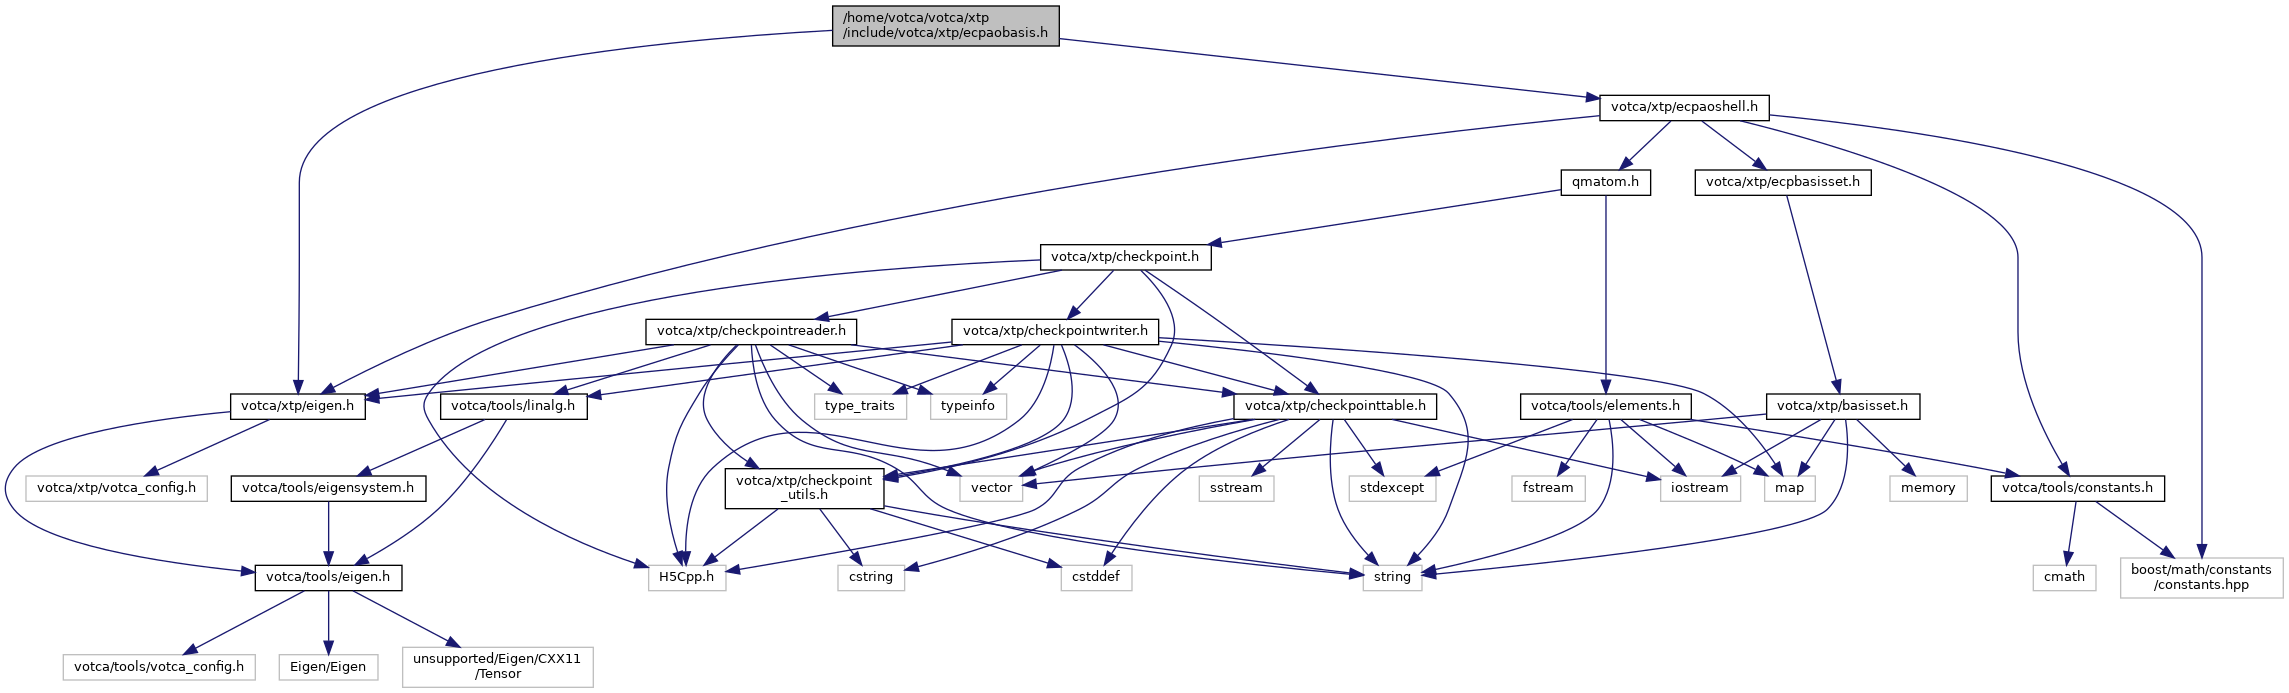 /home/votca/votca/xtp
/include/votca/xtp/ecpaobasis.h
votca/xtp/ecpaoshell.h
qmatom.h
votca/xtp/ecpbasisset.h
votca/xtp/checkpoint.h
votca/xtp/checkpointreader.h
votca/xtp/checkpointwriter.h
votca/xtp/eigen.h
votca/tools/linalg.h
type_traits
typeinfo
votca/xtp/checkpointtable.h
votca/tools/elements.h
votca/xtp/basisset.h
votca/xtp/votca_config.h
votca/tools/eigensystem.h
votca/xtp/checkpoint
_utils.h
vector
sstream
stdexcept
fstream
iostream
map
memory
votca/tools/constants.h
votca/tools/eigen.h
H5Cpp.h
cstring
cstddef
string
cmath
boost/math/constants
/constants.hpp
votca/tools/votca_config.h
Eigen/Eigen
unsupported/Eigen/CXX11
/Tensor